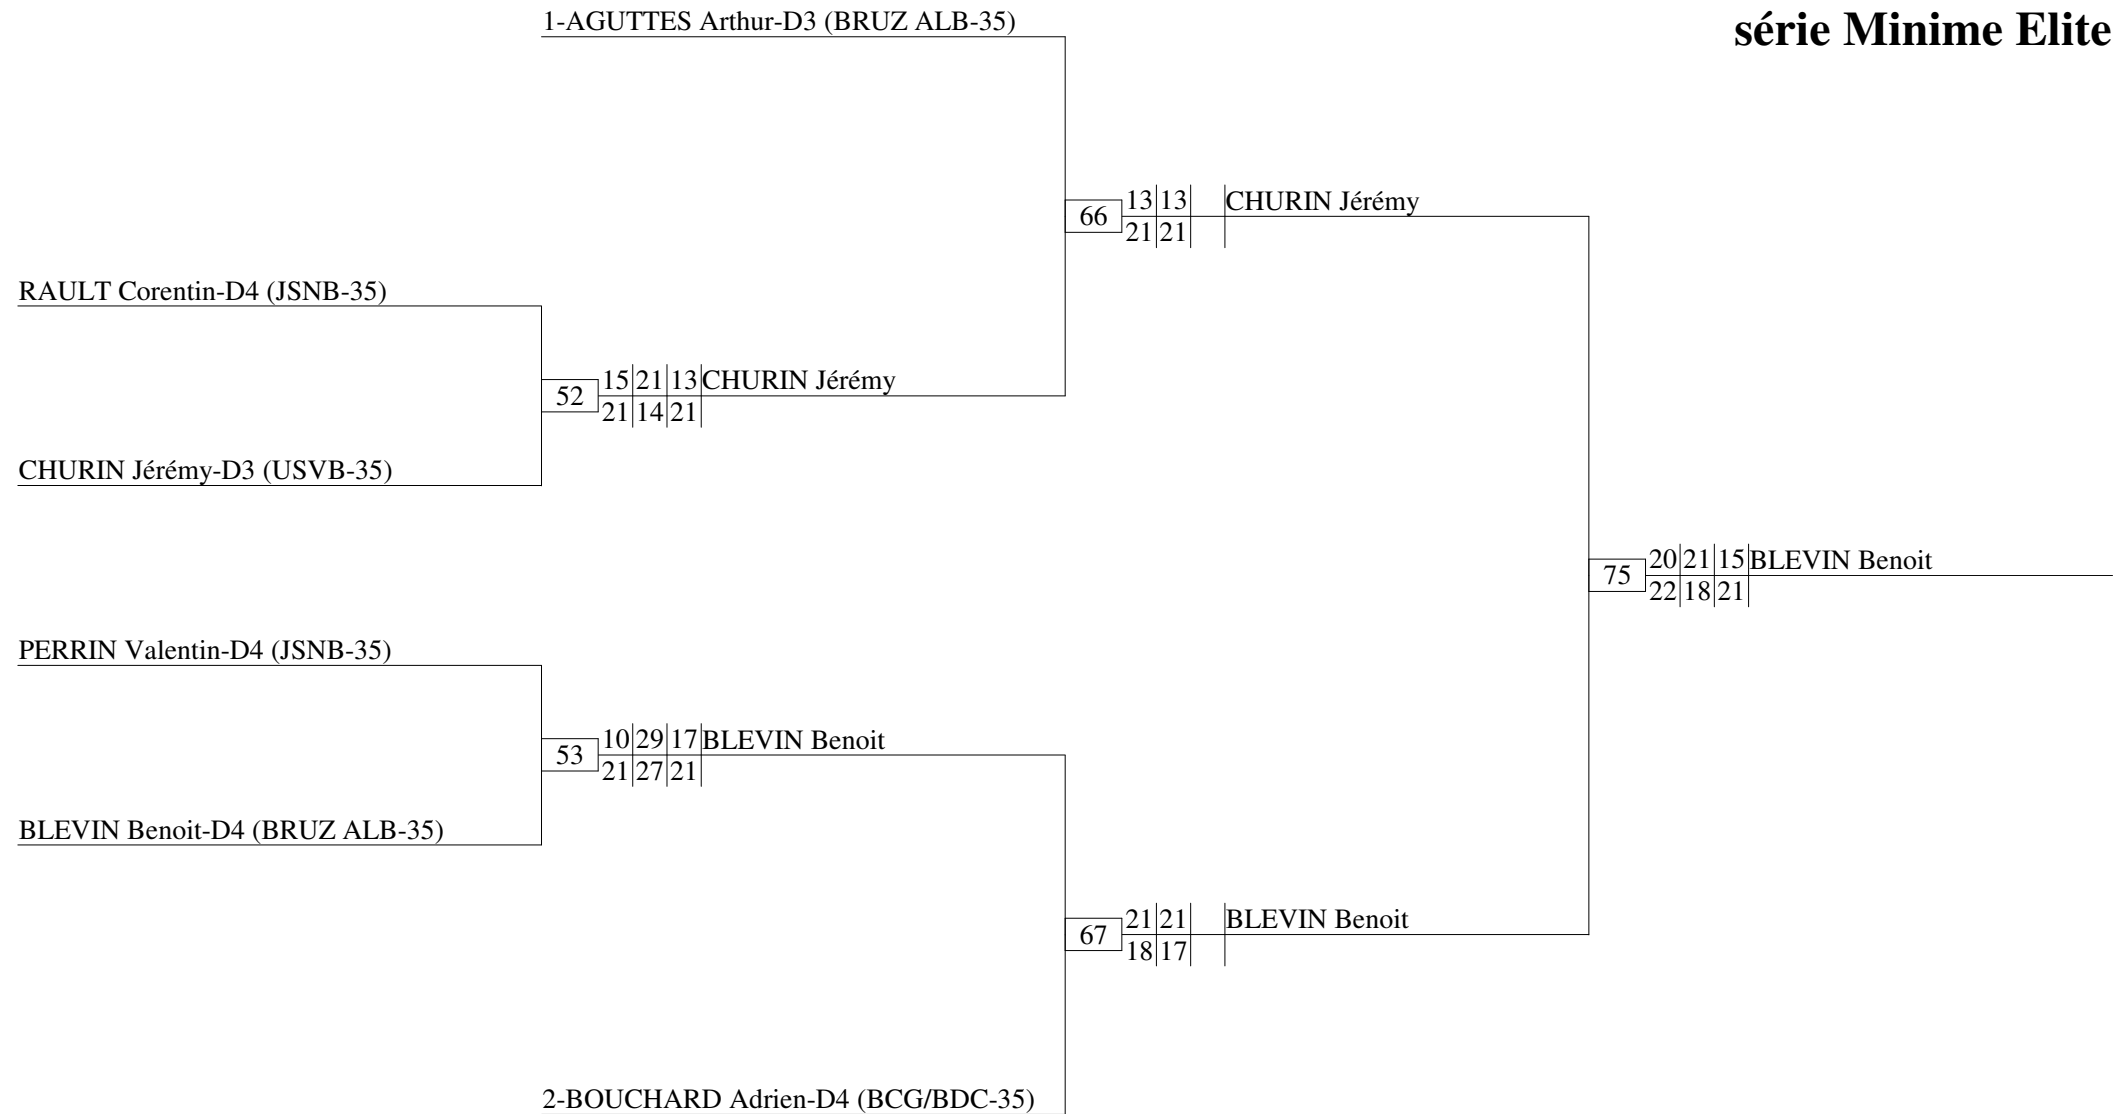 série Minime Elite
1-AGUTTES Arthur-D3 (BRUZ ALB-35)
66 13 13 CHURIN Jérémy
21 21
RAULT Corentin-D4 (JSNB-35)
52 15 21 13 CHURIN Jérémy
21 14 21
CHURIN Jérémy-D3 (USVB-35)
75 20 21 15 BLEVIN Benoit
22 18 21
PERRIN Valentin-D4 (JSNB-35)
53 10 29 17 BLEVIN Benoit
21 27 21
BLEVIN Benoit-D4 (BRUZ ALB-35)
67 21 21 BLEVIN Benoit
18 17
2-BOUCHARD Adrien-D4 (BCG/BDC-35)